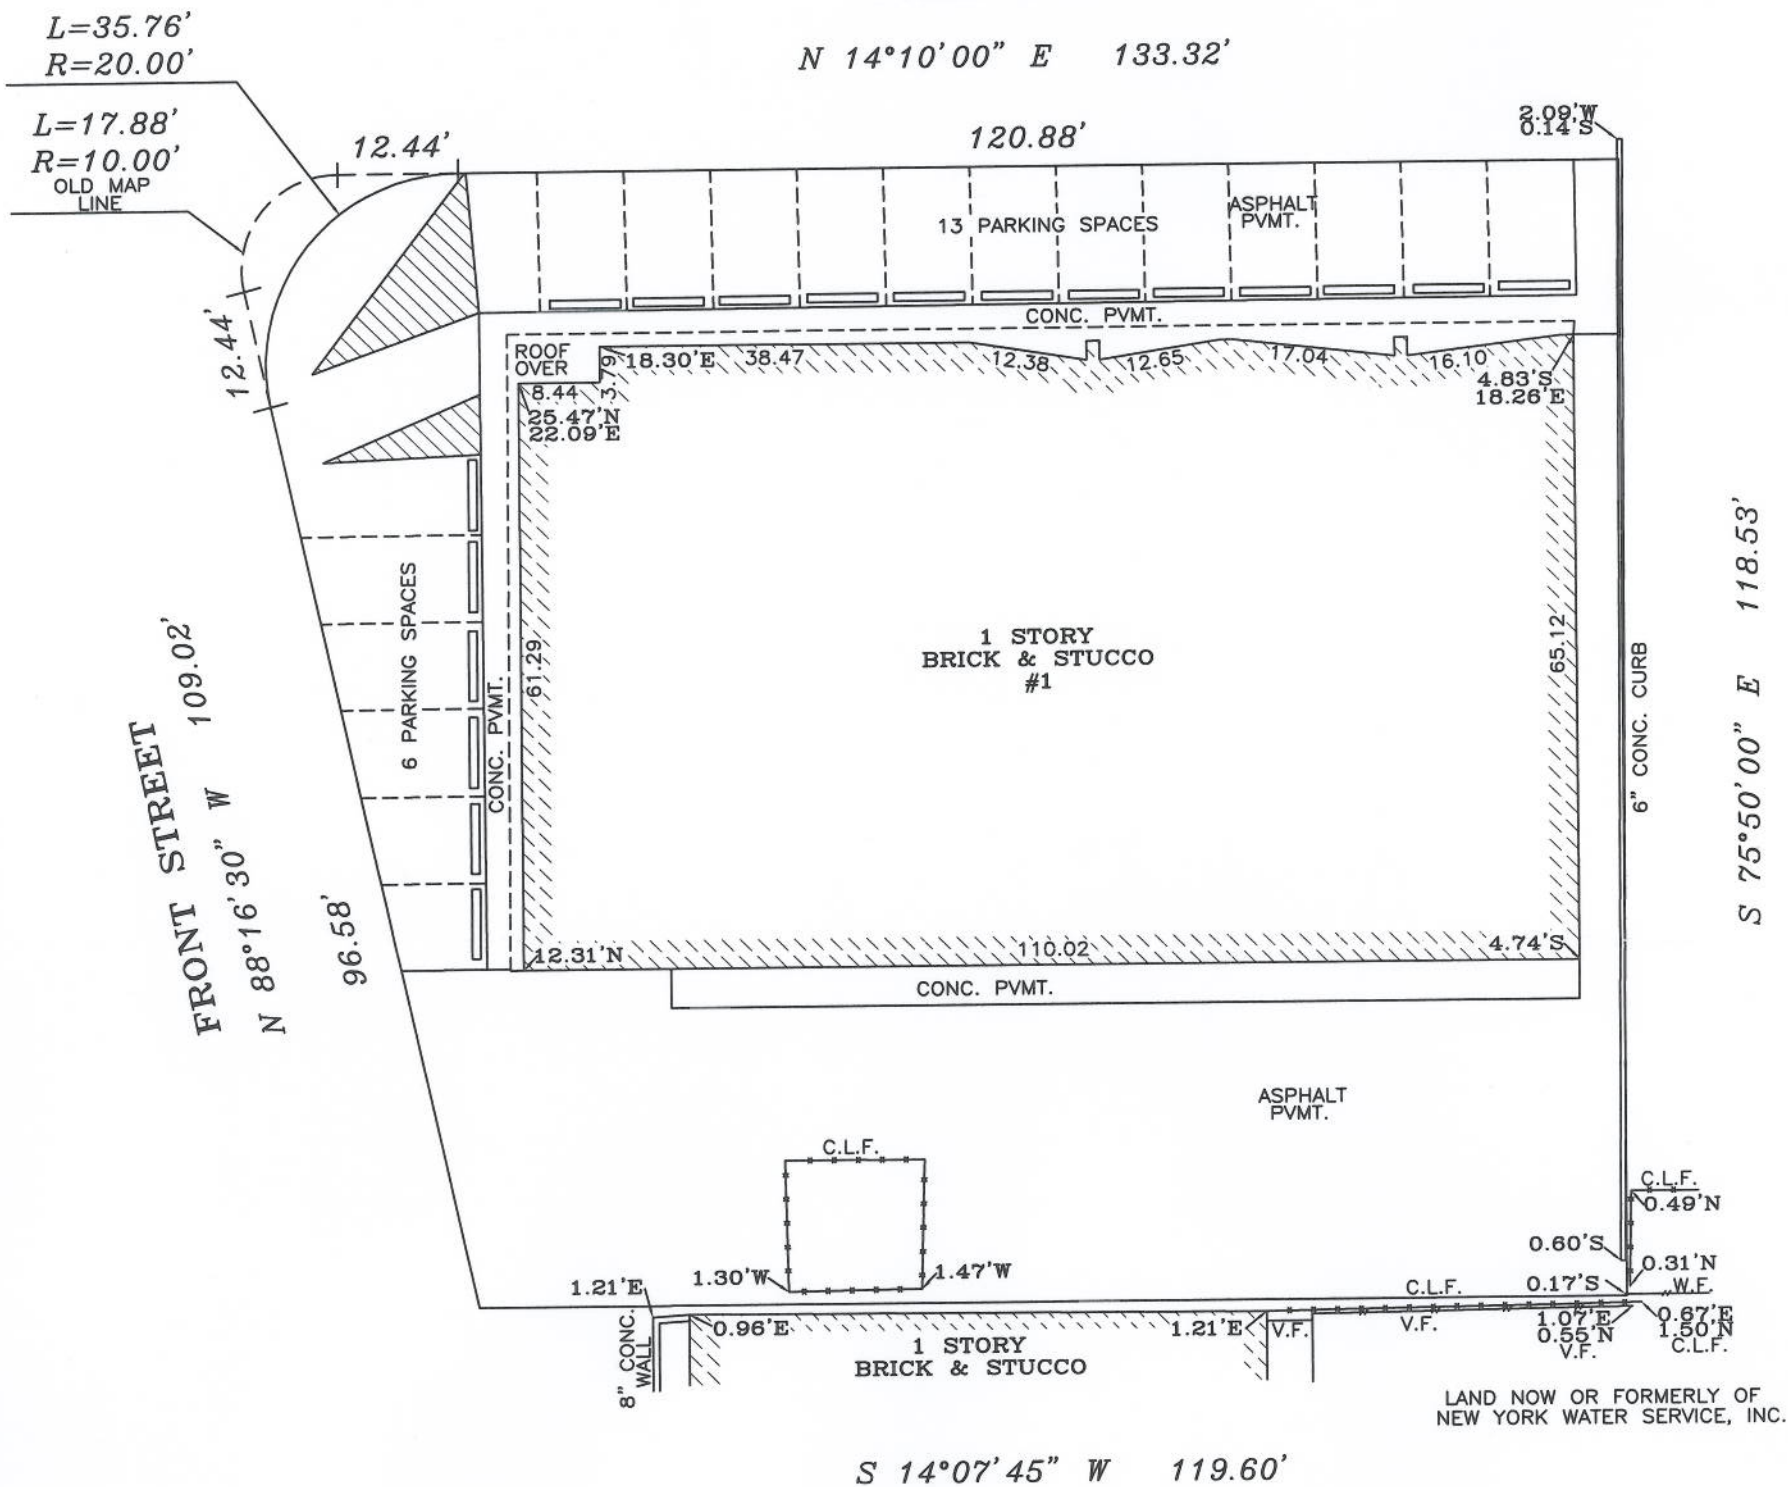 L=35.76'
R=20.00'
L=17.88'
R=10.00'
OLD MAP
LINE
N 14°10'00" E 133.32'
12.44'
120.88'
2.09'W
0.14'S
13 PARKING SPACES
ASPHALT
PVMT.
CONC. PVMT.
12.44'
ROOF
OVER
18.30'E
38.47
12.38
12.65
17.04
16.10
8.44
3.79
25.47'N
22.09'E
4.83'S
18.26'E
6 PARKING SPACES
CONC. PVMT.
61.29
1 STORY
BRICK & STUCCO
#1
65.12
6" CONC. CURB
S 75°50'00" E 118.53'
FRONT STREET
N 88°16'30" W 109.02'
96.58'
12.31'N
110.02
4.74'S
CONC. PVMT.
ASPHALT
PVMT.
C.L.F.
1.30'W
1.47'W
C.L.F.
0.49'N
0.60'S
0.31'N
0.17'S
W.F.
C.L.F.
1.21'E
8" CONC.
WALL
0.96'E
1 STORY
BRICK & STUCCO
1.21'E
V.F.
V.F.
1.07'E
0.55'N
V.F.
0.67'E
1.50'N
C.L.F.
LAND NOW OR FORMERLY OF
NEW YORK WATER SERVICE, INC.
S 14°07'45" W 119.60'